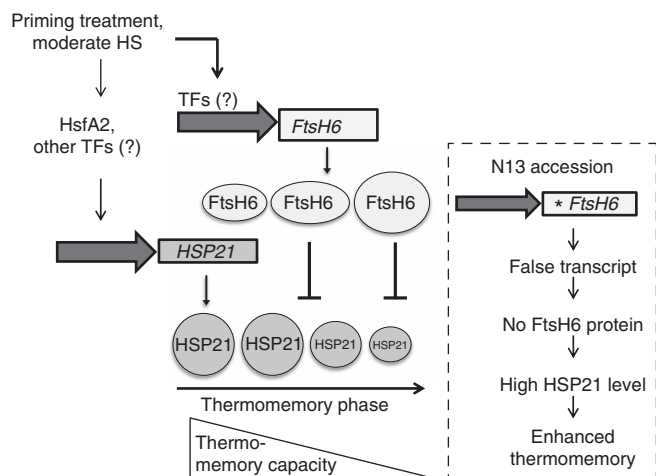 Priming treatment,
moderate HS
HsfA2,
other TFs (?)
TFs (?)
FtsH6
FtsH6
FtsH6
FtsH6
HSP21
HSP21
HSP21
HSP21
HSP21
Thermomemory phase
Thermo-
memory capacity
N13 accession
* FtsH6
False transcript
No FtsH6 protein
High HSP21 level
Enhanced
thermomemory